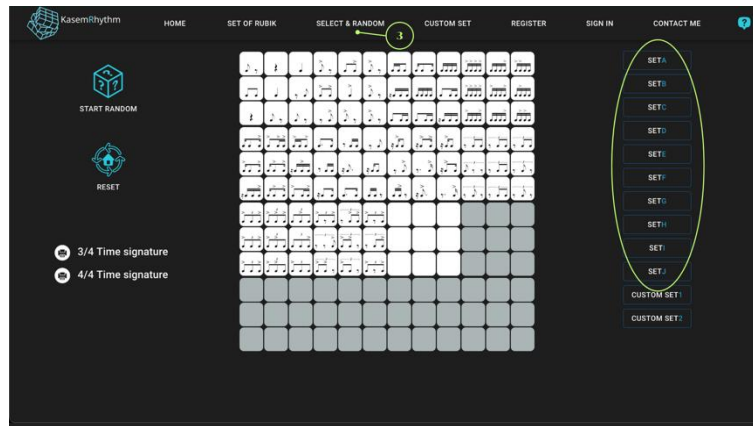 KasemRhythm
HOME
SET OF RUBIK
SELECT & RANDOM
CUSTOM SET
REGISTER
SIGN IN
CONTACT ME
?
3
START RANDOM
RESET
3/4 Time signature
4/4 Time signature
SETA
SETB
SETC
SETD
SETE
SETF
SETG
SETH
SETI
SETJ
CUSTOM SET1
CUSTOM SET2